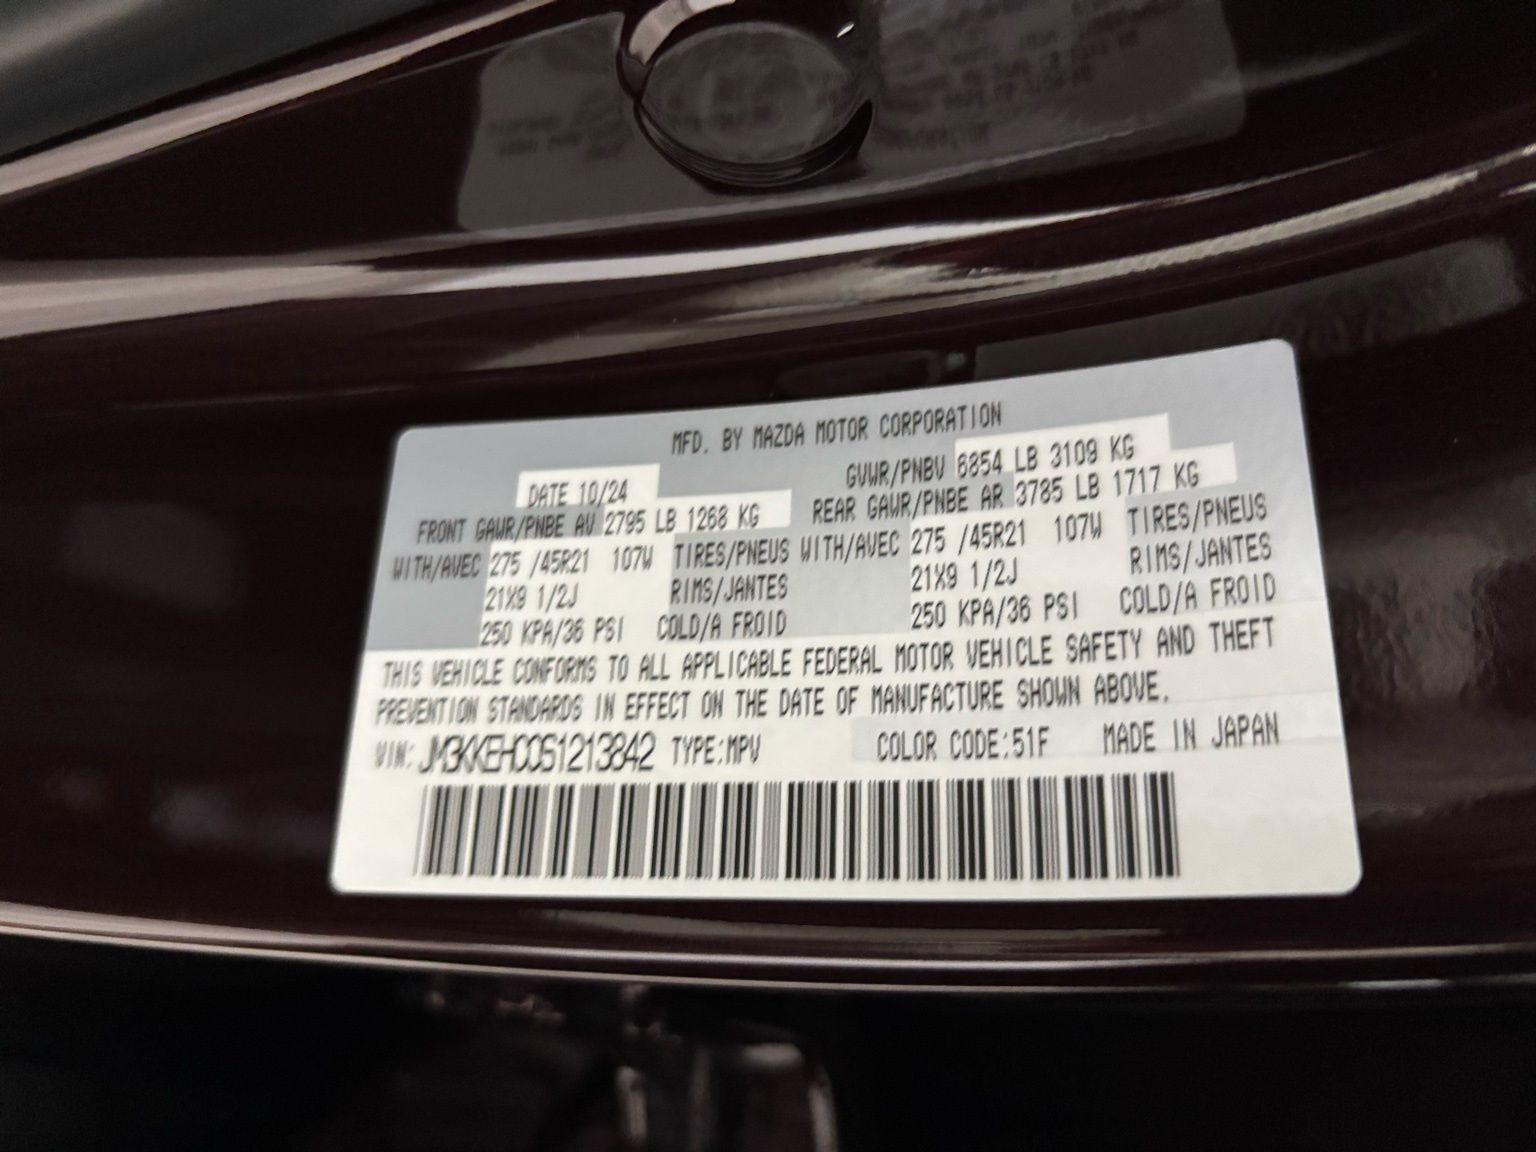 MFD. BY MAZDA MOTOR CORPORATION
DATE 10/24 GVWR/PNBV 6854 LB 3109 KG
FRONT GAWR/PNBE AV 2795 LB 1268 KG REAR GAWR/PNBE AR 3785 LB 1717 KG
WITH/AVEC 275 /45R21 107W TIRES/PNEUS WITH/AVEC 275 /45R21 107W TIRES/PNEUS
21X9 1/2J RIMS/JANTES 21X9 1/2J RIMS/JANTES
250 KPA/36 PSI COLD/A FROID 250 KPA/36 PSI COLD/A FROID
THIS VEHICLE CONFORMS TO ALL APPLICABLE FEDERAL MOTOR VEHICLE SAFETY AND THEFT
PREVENTION STANDARDS IN EFFECT ON THE DATE OF MANUFACTURE SHOWN ABOVE.
VIN: JM3KKEHC0S1213842 TYPE:MPV COLOR CODE:51F MADE IN JAPAN